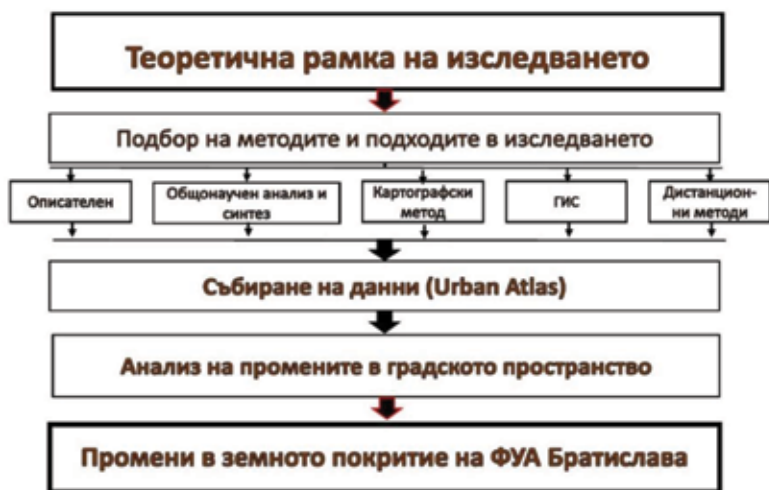 Теоретична рамка на изследването
Подбор на методите и подходите в изследването
Описателен
Общонаучен анализ и
синтез
Картографски
метод
ГИС
Дистанцион-
ни методи
Събиране на данни (Urban Atlas)
Анализ на промените в градското пространство
Промени в земното покритие на ФУА Братислава